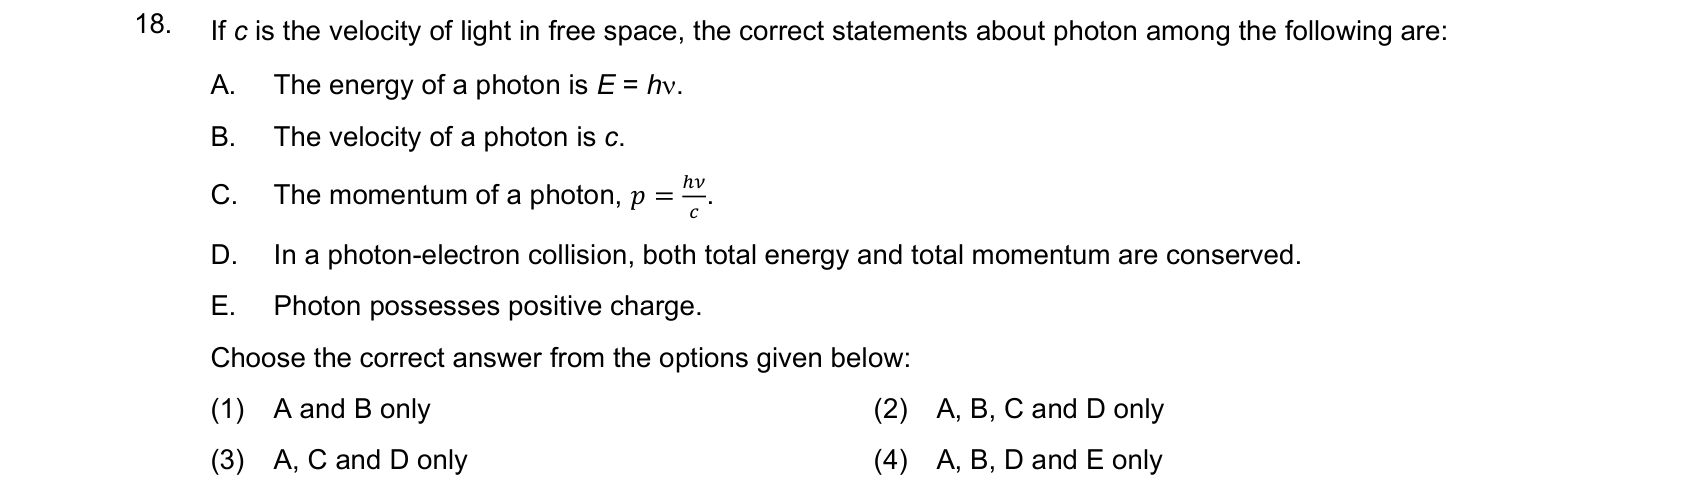 18. If c is the velocity of light in free space, the correct statements about photon among the following are:
A. The energy of a photon is E = hν.
B. The velocity of a photon is c.
C. The momentum of a photon, p = hν/c.
D. In a photon-electron collision, both total energy and total momentum are conserved.
E. Photon possesses positive charge.
Choose the correct answer from the options given below:
(1) A and B only (2) A, B, C and D only
(3) A, C and D only (4) A, B, D and E only